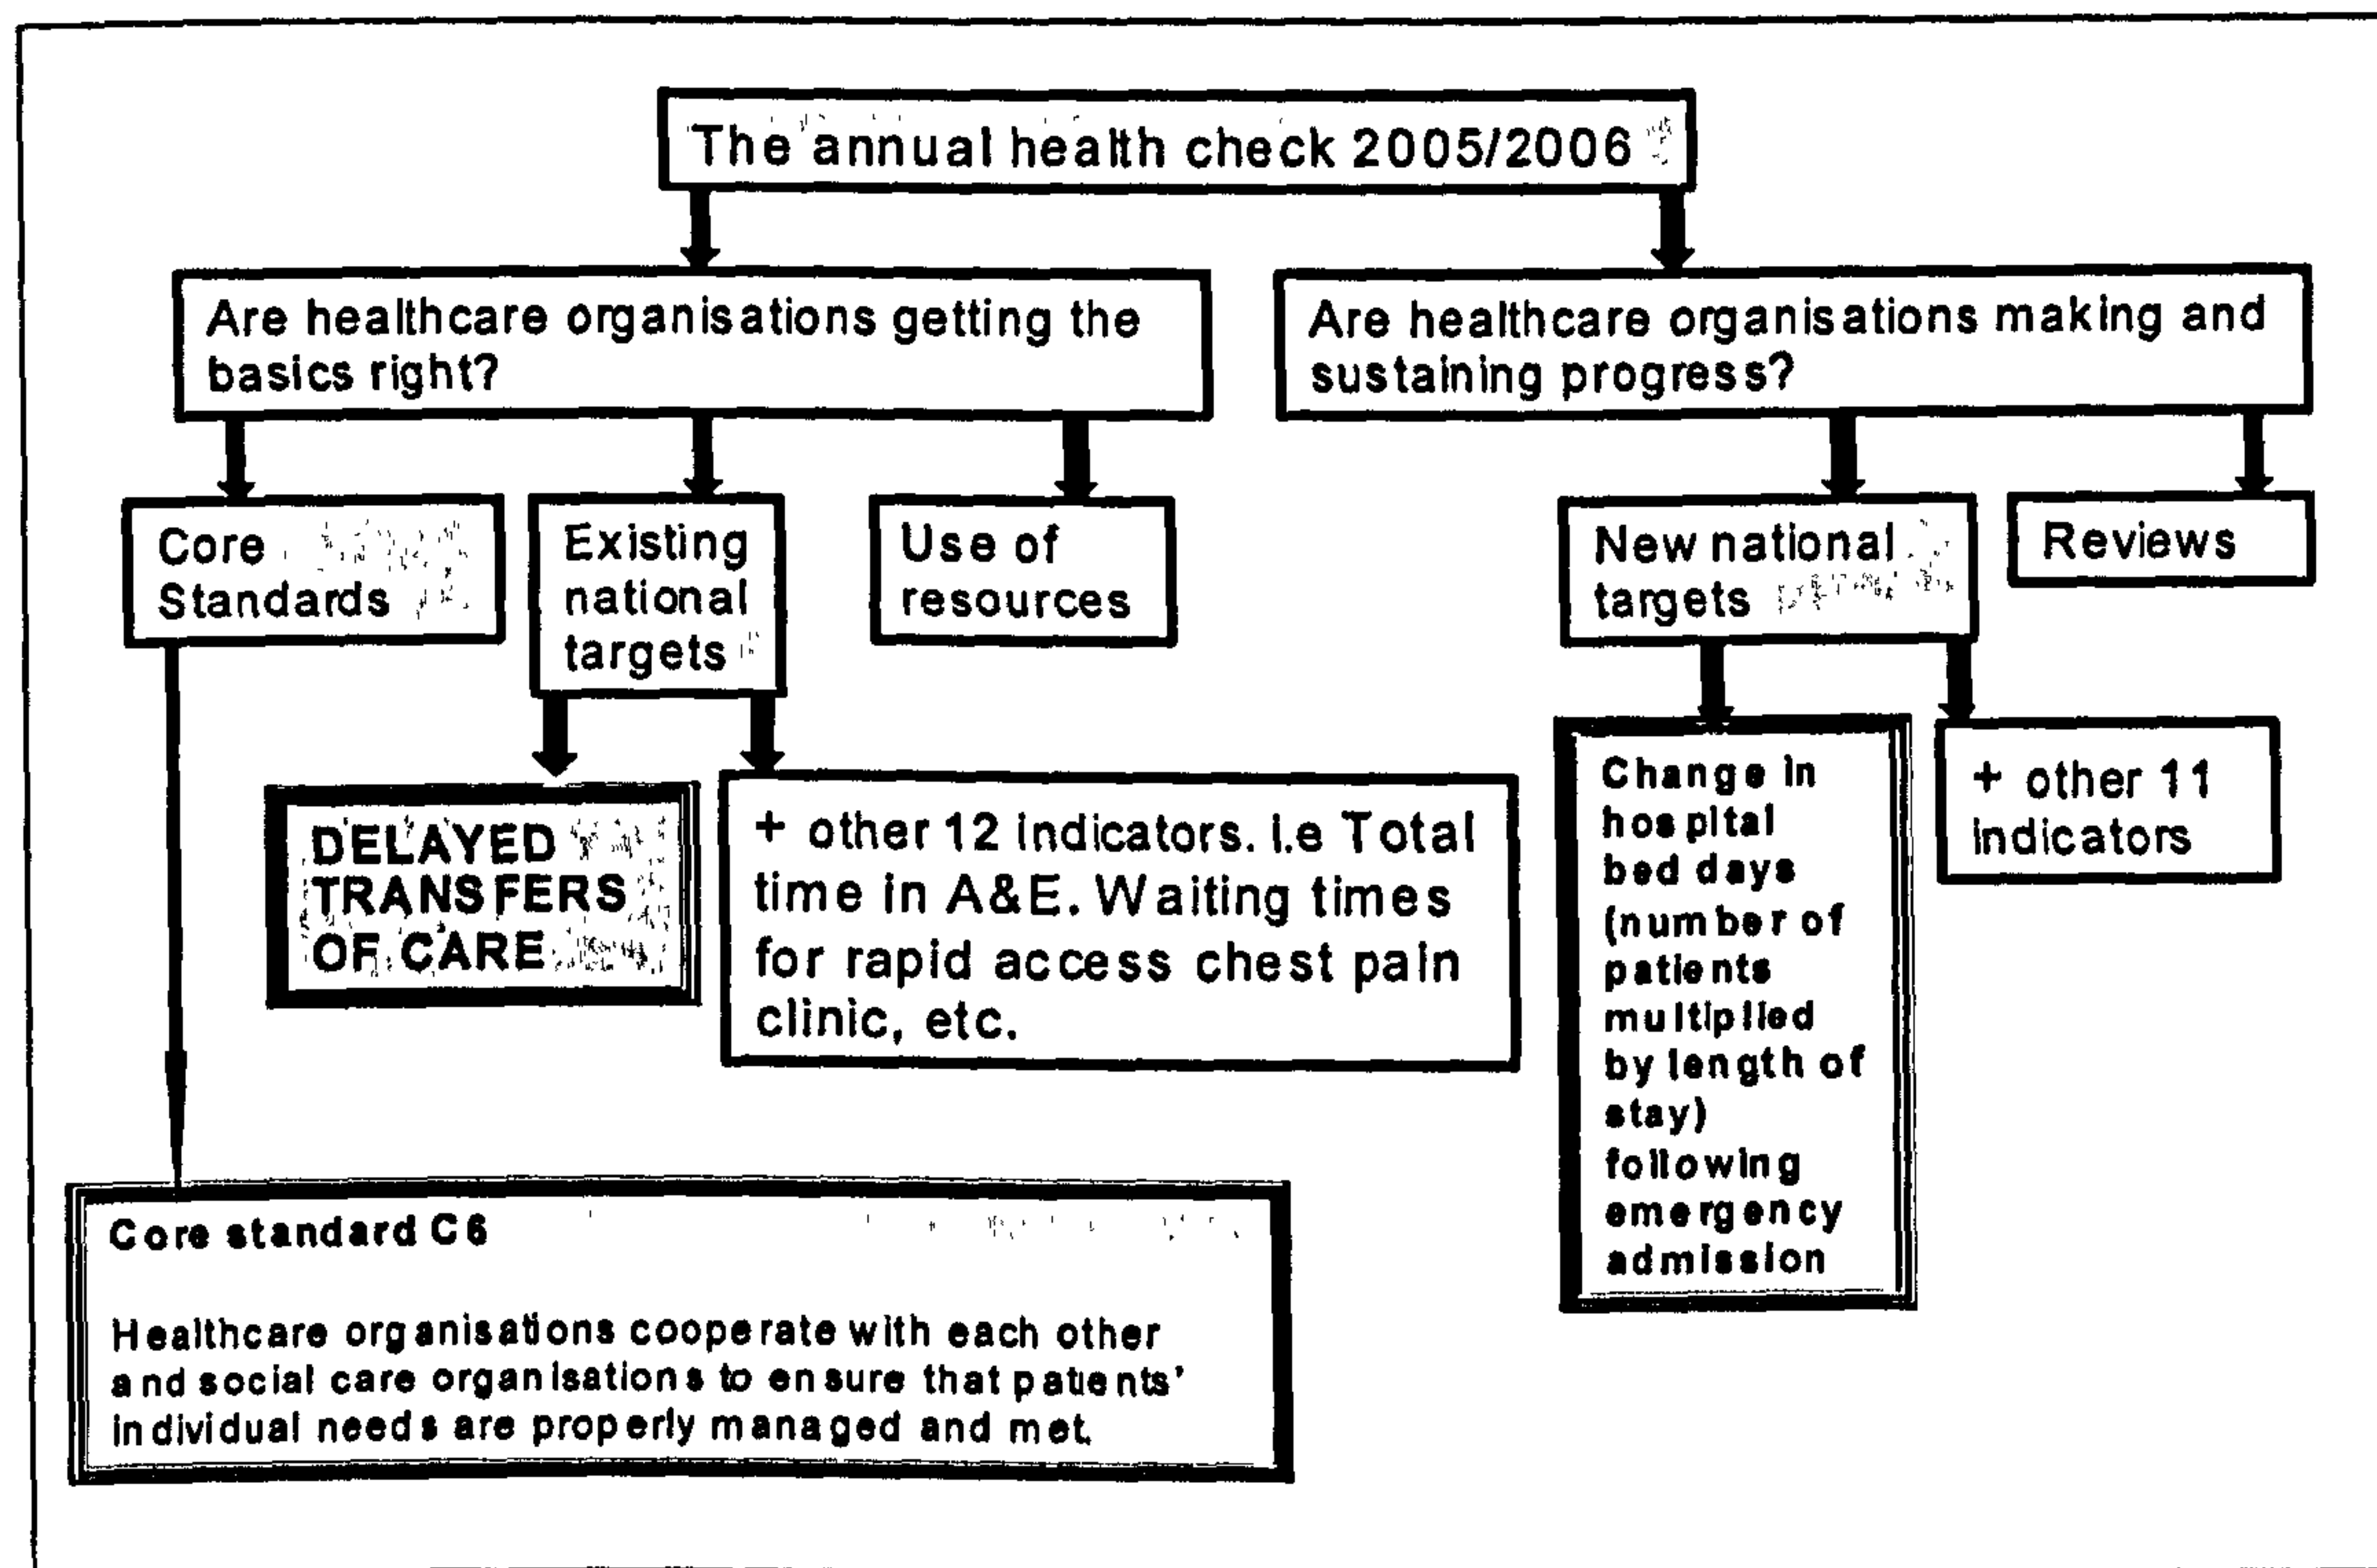 The annual health check 2005/2006
Are healthcare organisations getting the
basics right?
Are healthcare organisations making and
sustaining progress?
Core
Standards
Existing
national
targets
Use of
resources
New national
targets
Reviews
DELAYED
TRANSFERS
OF CARE
+ other 12 indicators. i.e Total
time in A&E. Waiting times
for rapid access chest pain
clinic, etc.
Change in
hospital
bed days
(number of
patients
multiplied
by length of
stay)
following
emergency
admission
+ other 11
indicators
Core standard C6
Healthcare organisations cooperate with each other
and social care organisations to ensure that patients'
individual needs are properly managed and met.